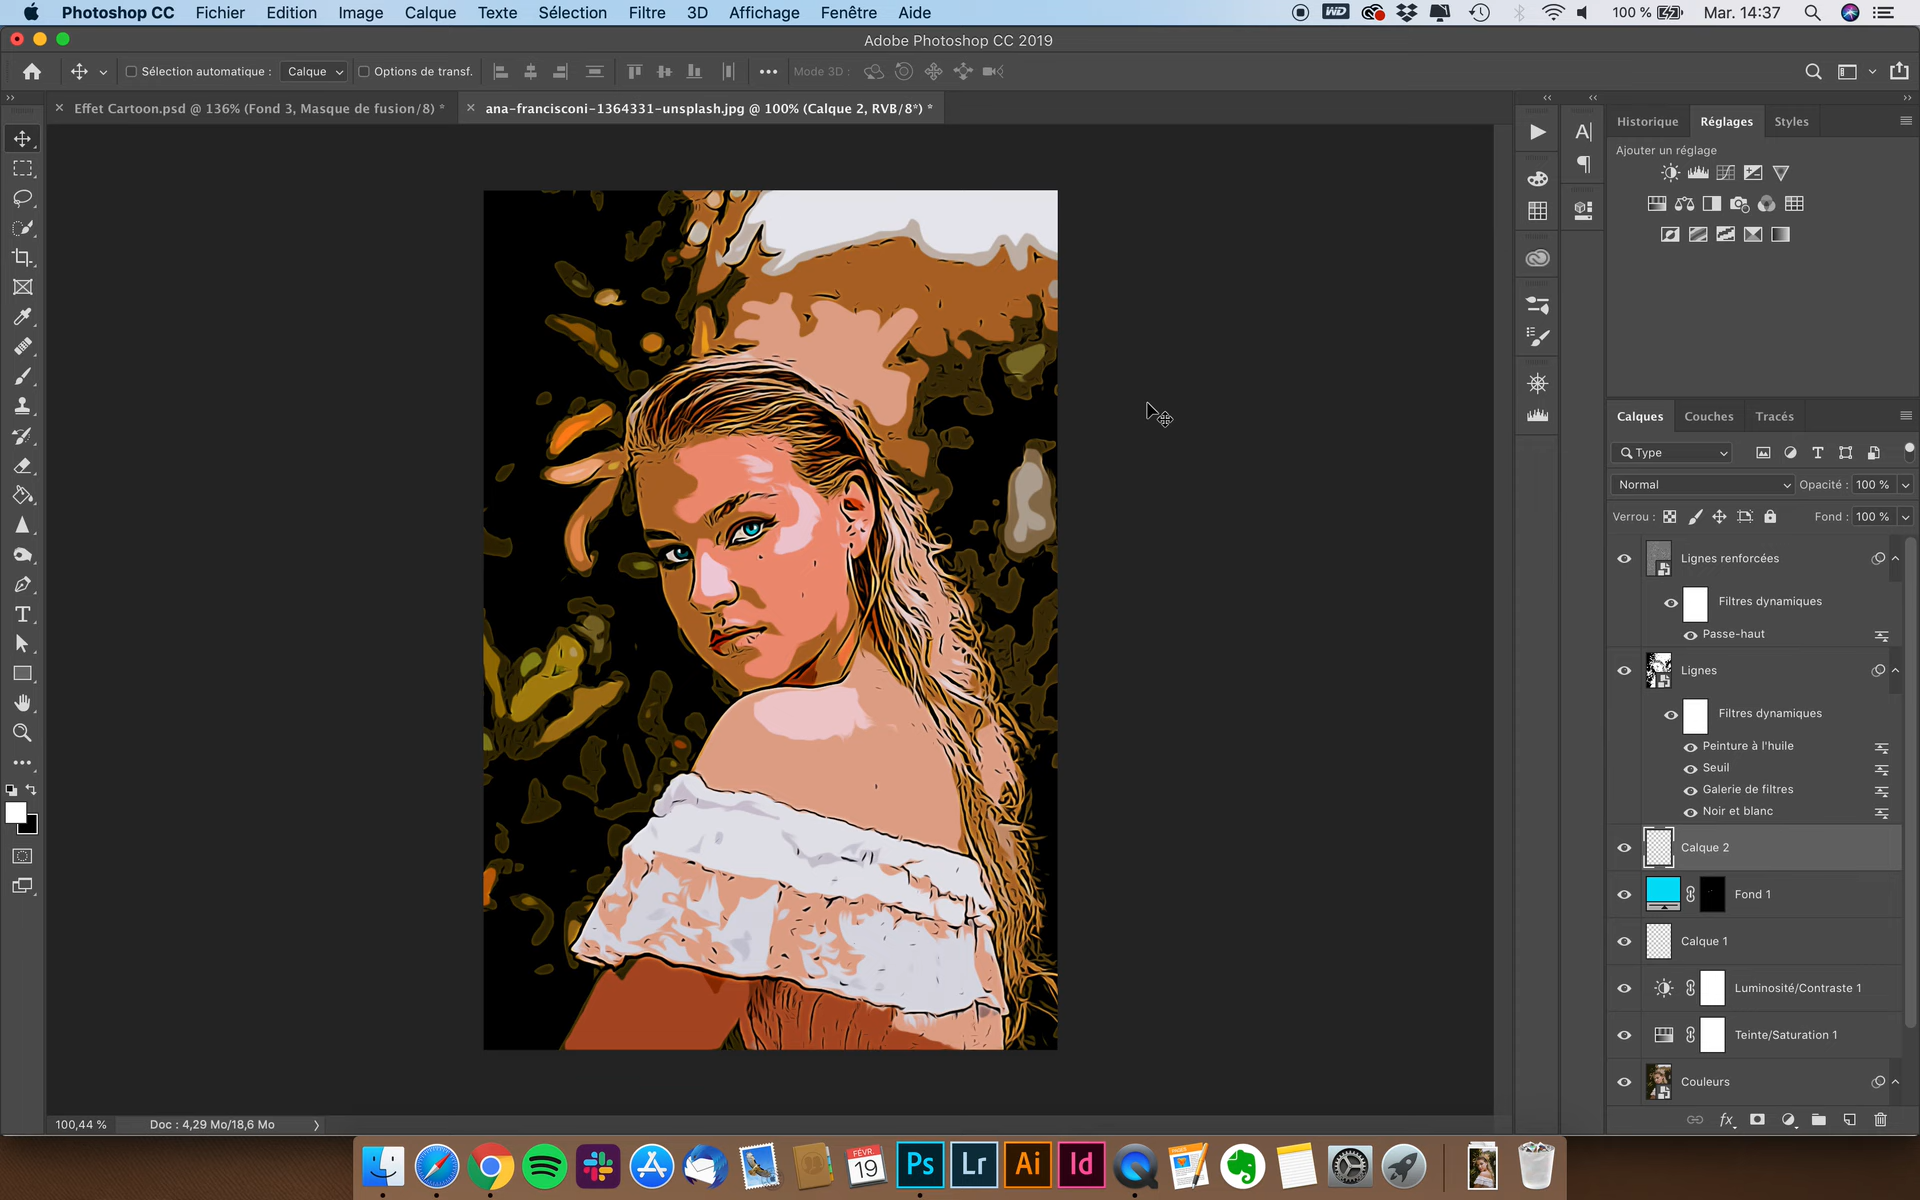 Photoshop CC Fichier Edition Image Calque Texte Sélection Filtre 3D Affichage Fenêtre Aide WD 100 % Mar. 14:37
Adobe Photoshop CC 2019
Sélection automatique : Calque Options de transf. Mode 3D :
Effet Cartoon.psd @ 136% (Fond 3, Masque de fusion/8) * ana-francisconi-1364331-unsplash.jpg @ 100% (Calque 2, RVB/8*) *
Historique Réglages Styles
Ajouter un réglage
Calques Couches Tracés
Type
Normal Opacité : 100 %
Verrou : Fond : 100 %
Lignes renforcées
Filtres dynamiques
Passe-haut
Lignes
Filtres dynamiques
Peinture à l'huile
Seuil
Galerie de filtres
Noir et blanc
Calque 2
Fond 1
Calque 1
Luminosité/Contraste 1
Teinte/Saturation 1
Couleurs
100,44 % Doc : 4,29 Mo/18,6 Mo
FÉVR. 19 Ps Lr Ai Id